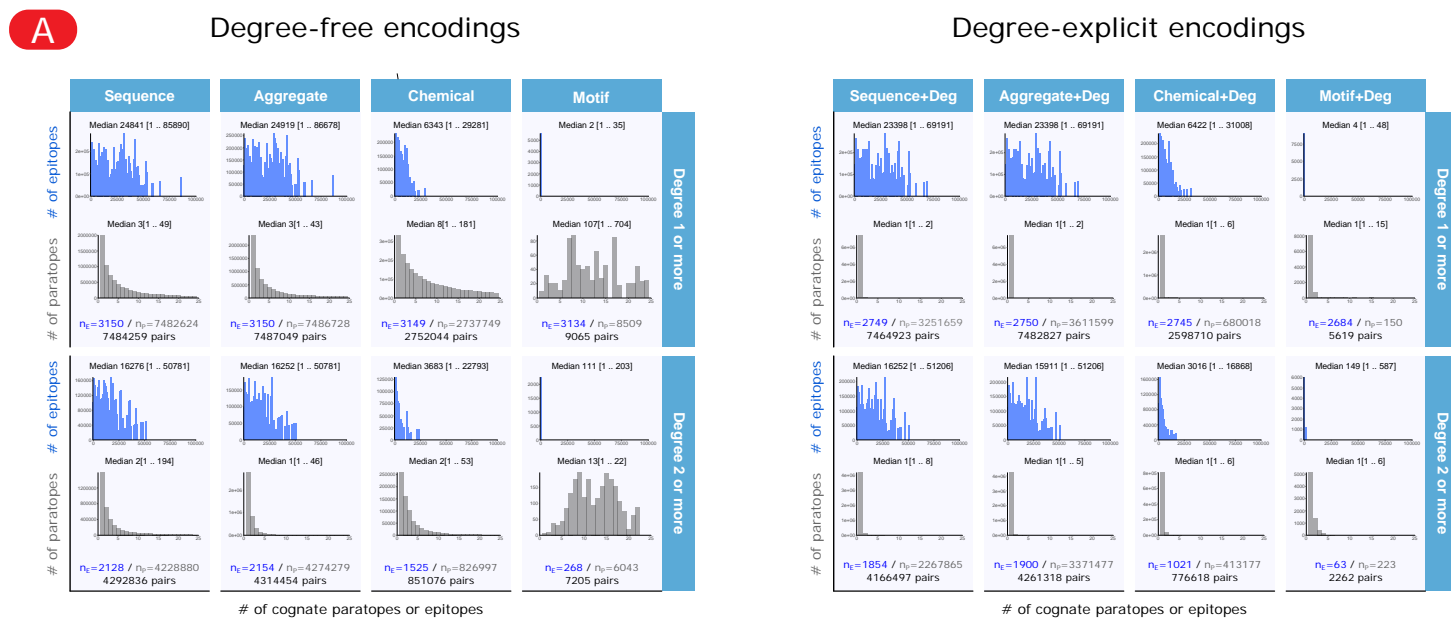 A
Degree-free encodings
Degree-explicit encodings
Sequence
Aggregate
Chemical
Motif
Sequence+Deg
Aggregate+Deg
Chemical+Deg
Motif+Deg
# of epitopes
Median 24841 [1 .. 85890]
Median 24919 [1 .. 86678]
Median 6343 [1 .. 29281]
Median 2 [1 .. 35]
# of paratopes
Median 3[1 .. 49]
Median 3[1 .. 43]
Median 8[1 .. 181]
Median 107[1 .. 704]
nE=3150 / nP=7482624
7484259 pairs
nE=3150 / nP=7486728
7487049 pairs
nE=3149 / nP=2737749
2752044 pairs
nE=3134 / nP=8509
9065 pairs
Degree 1 or more
# of epitopes
Median 16276 [1 .. 50781]
Median 16252 [1 .. 50781]
Median 3683 [1 .. 22793]
Median 111 [1 .. 203]
# of paratopes
Median 2[1 .. 194]
Median 1[1 .. 46]
Median 2[1 .. 53]
Median 13[1 .. 22]
nE=2128 / nP=4228880
4292836 pairs
nE=2154 / nP=4274279
4314454 pairs
nE=1525 / nP=826997
851076 pairs
nE=268 / nP=6043
7205 pairs
Degree 2 or more
# of cognate paratopes or epitopes
# of epitopes
Median 23398 [1 .. 69191]
Median 23398 [1 .. 69191]
Median 6422 [1 .. 31008]
Median 4 [1 .. 48]
# of paratopes
Median 1[1 .. 2]
Median 1[1 .. 2]
Median 1[1 .. 6]
Median 1[1 .. 15]
nE=2749 / nP=3251659
7464923 pairs
nE=2750 / nP=3611599
7482827 pairs
nE=2745 / nP=680018
2598710 pairs
nE=2684 / nP=150
5619 pairs
Degree 1 or more
# of epitopes
Median 16252 [1 .. 51206]
Median 15911 [1 .. 51206]
Median 3016 [1 .. 16868]
Median 149 [1 .. 587]
# of paratopes
Median 1[1 .. 8]
Median 1[1 .. 5]
Median 1[1 .. 6]
Median 1[1 .. 6]
nE=1854 / nP=2267865
4166497 pairs
nE=1900 / nP=3371477
4261318 pairs
nE=1021 / nP=413177
776618 pairs
nE=63 / nP=223
2262 pairs
Degree 2 or more
# of cognate paratopes or epitopes